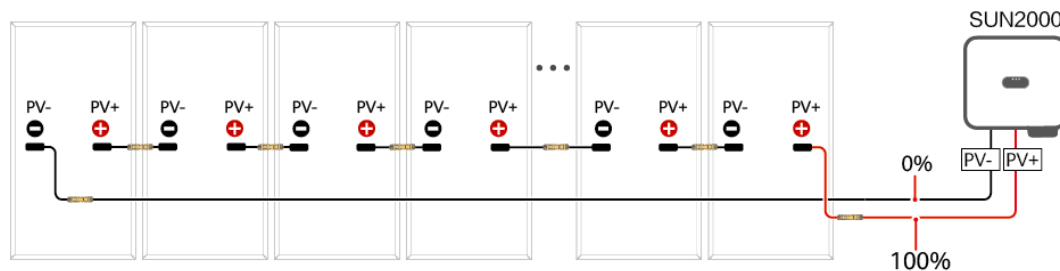 SUN2000
PV- PV+ PV- PV+ PV- PV+ PV- PV+ PV- PV+ PV- PV+
0%
PV- PV+
100%